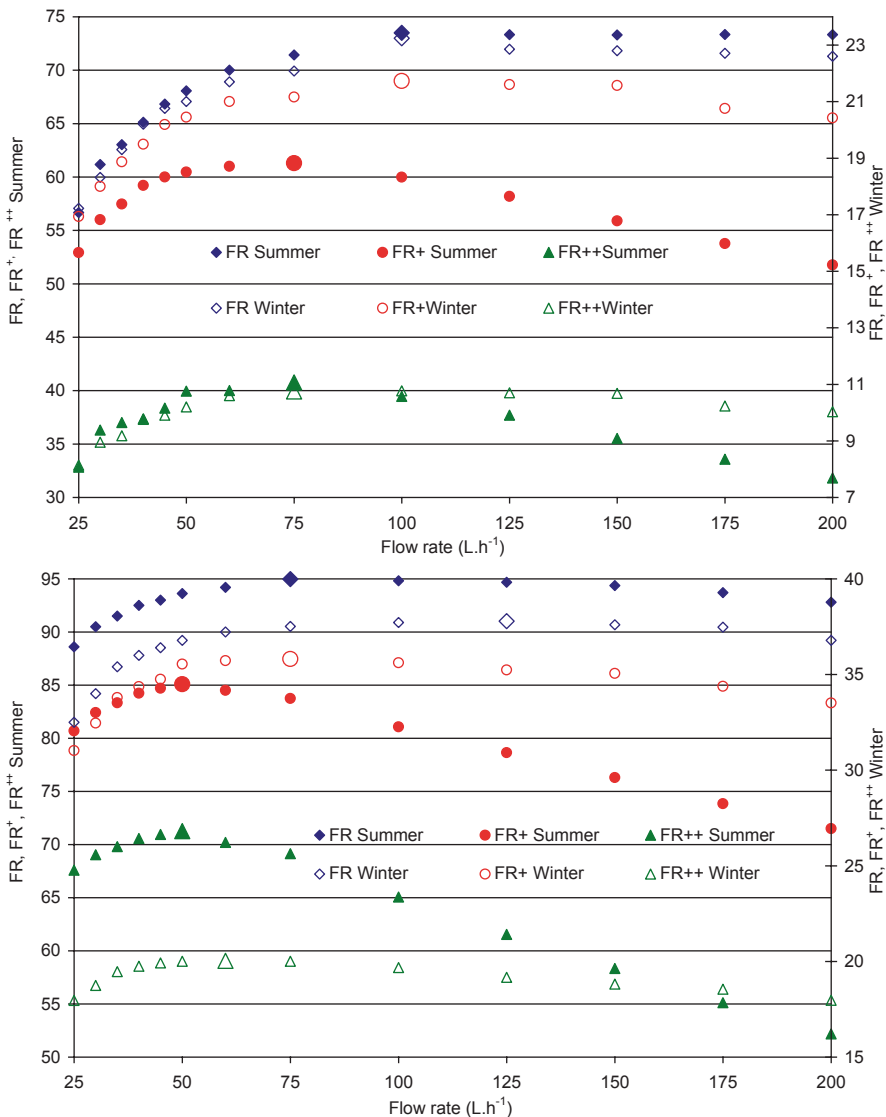 75
70
65
60
55
50
45
40
35
30
FR, FR+, FR ++ Summer
23
21
19
17
15
13
11
9
7
FR, FR+, FR++ Winter
FR Summer FR+ Summer FR++Summer
FR Winter FR+Winter FR++Winter
25 50 75 100 125 150 175 200
Flow rate (L.h-1)
95
90
85
80
75
70
65
60
55
50
FR, FR+, FR++ Summer
40
35
30
25
20
15
FR, FR+, FR++ Winter
FR Summer FR+ Summer FR++ Summer
FR Winter FR+ Winter FR++ Winter
25 50 75 100 125 150 175 200
Flow rate (L.h-1)